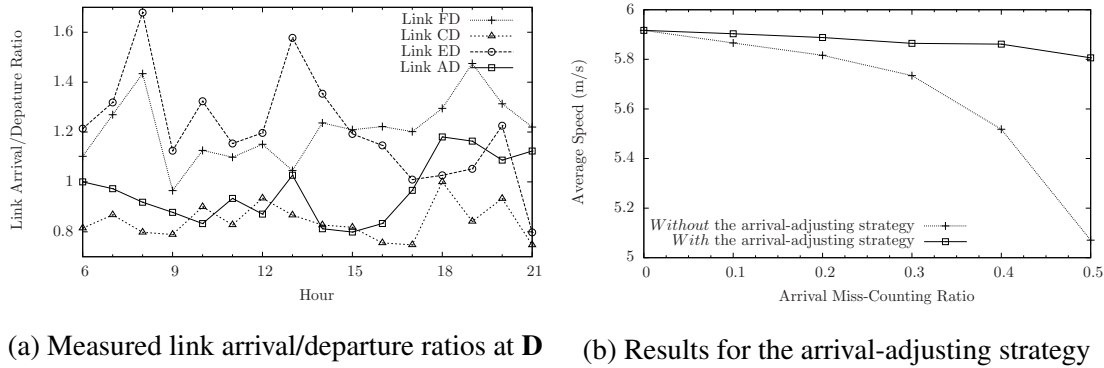 Link Arrival/Depature Ratio
1.6
1.4
1.2
1
0.8
6 9 12 15 18 21
Hour
Link FD
Link CD
Link ED
Link AD
(a) Measured link arrival/departure ratios at D
Average Speed (m/s)
6
5.8
5.6
5.4
5.2
5
0 0.1 0.2 0.3 0.4 0.5
Arrival Miss-Counting Ratio
Without the arrival-adjusting strategy
With the arrival-adjusting strategy
(b) Results for the arrival-adjusting strategy